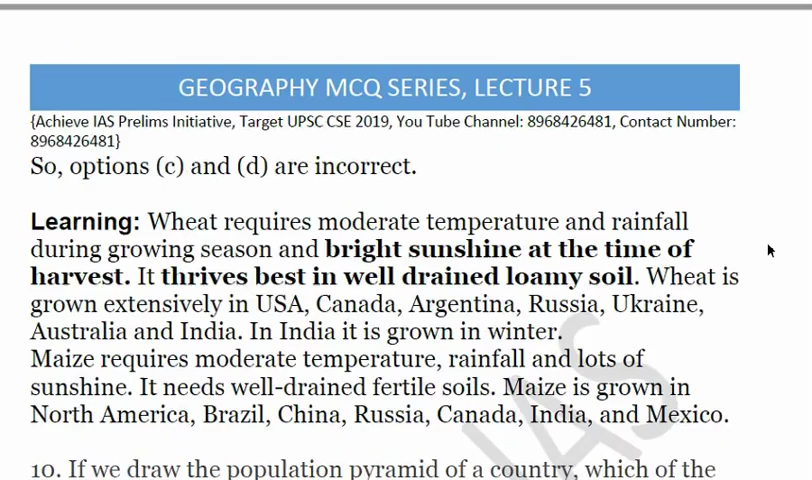 GEOGRAPHY MCQ SERIES, LECTURE 5
{Achieve IAS Prelims Initiative, Target UPSC CSE 2019, You Tube Channel: 8968426481, Contact Number:
8968426481}
So, options (c) and (d) are incorrect.
Learning: Wheat requires moderate temperature and rainfall
during growing season and bright sunshine at the time of
harvest. It thrives best in well drained loamy soil. Wheat is
grown extensively in USA, Canada, Argentina, Russia, Ukraine,
Australia and India. In India it is grown in winter.
Maize requires moderate temperature, rainfall and lots of
sunshine. It needs well-drained fertile soils. Maize is grown in
North America, Brazil, China, Russia, Canada, India, and Mexico.
IAS
10. If we draw the population pyramid of a country, which of the